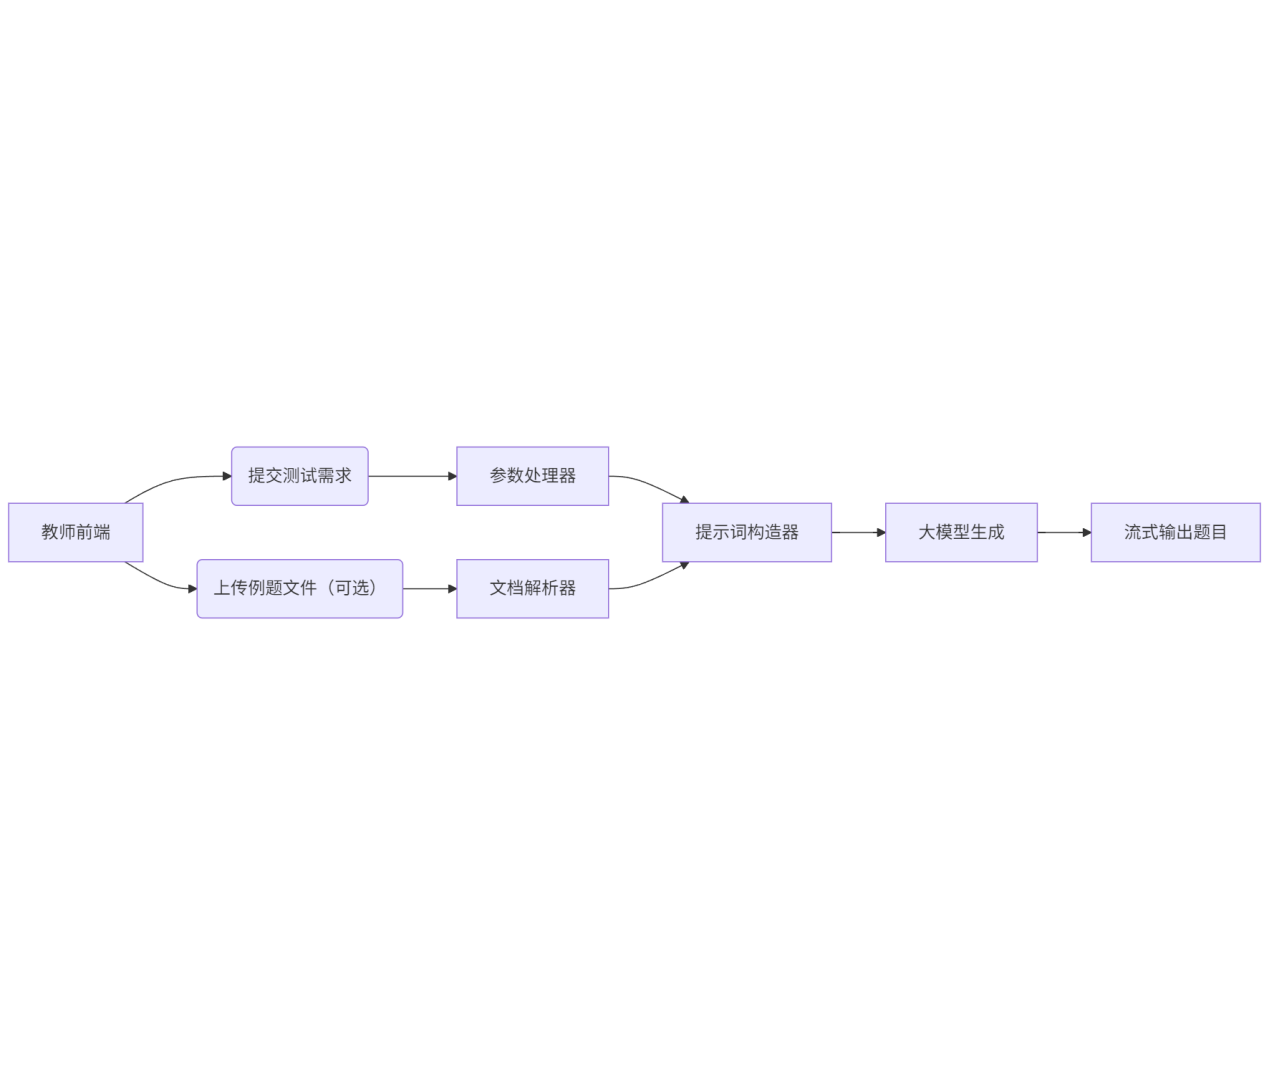 教师前端
提交测试需求
上传例题文件（可选）
参数处理器
文档解析器
提示词构造器
大模型生成
流式输出题目